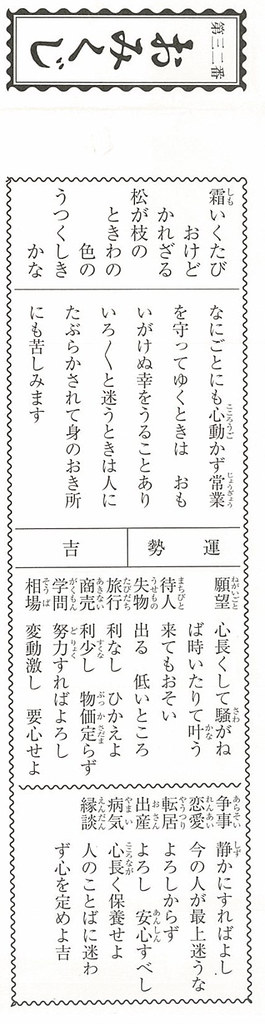 第三二番
おみくじ
霜いくたび
おけど
かれざる
松が枝の
ときわの
色の
うつくしき
かな
なにごとにも心動かず常業
を守ってゆくときは おも
いがけぬ幸をうることあり
いろ〳〵と迷うときは人に
たぶらかされて身のおき所
にも苦しみます
運勢 吉
願望 心長くして騒がね
ば時いたりて叶う
待人 来てもおそい
失物 出る 低いところ
旅行 利なし ひかえよ
商売 利少し 物価定らず
学問 努力すればよろし
相場 変動激し 要心せよ
争事 静かにすればよし
恋愛 今の人が最上迷うな
転居 よろしからず
出産 よろし 安心すべし
病気 心長く保養せよ
縁談 人のことばに迷わ
ず心を定めよ吉